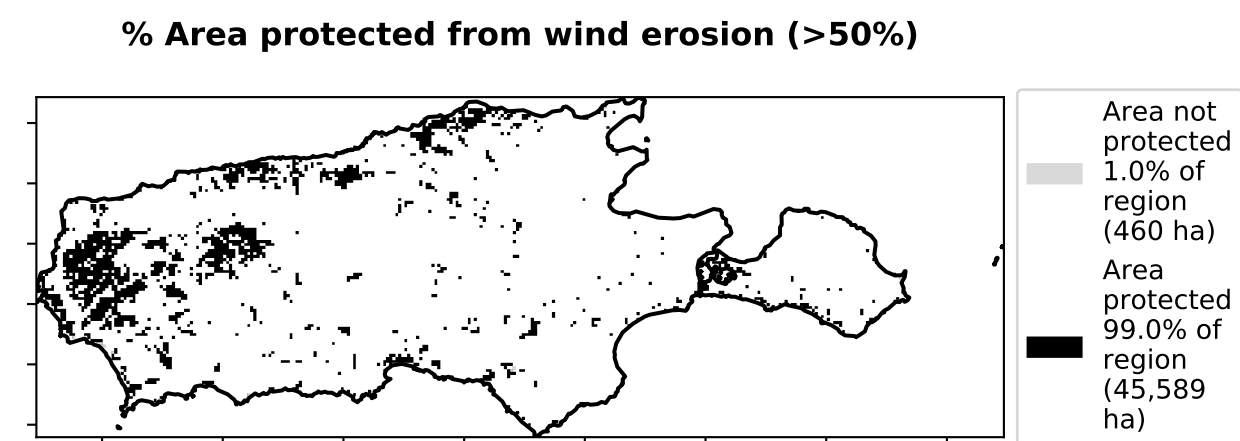 % Area protected from wind erosion (>50%)
Area not
protected
1.0% of
region
(460 ha)
Area
protected
99.0% of
region
(45,589
ha)